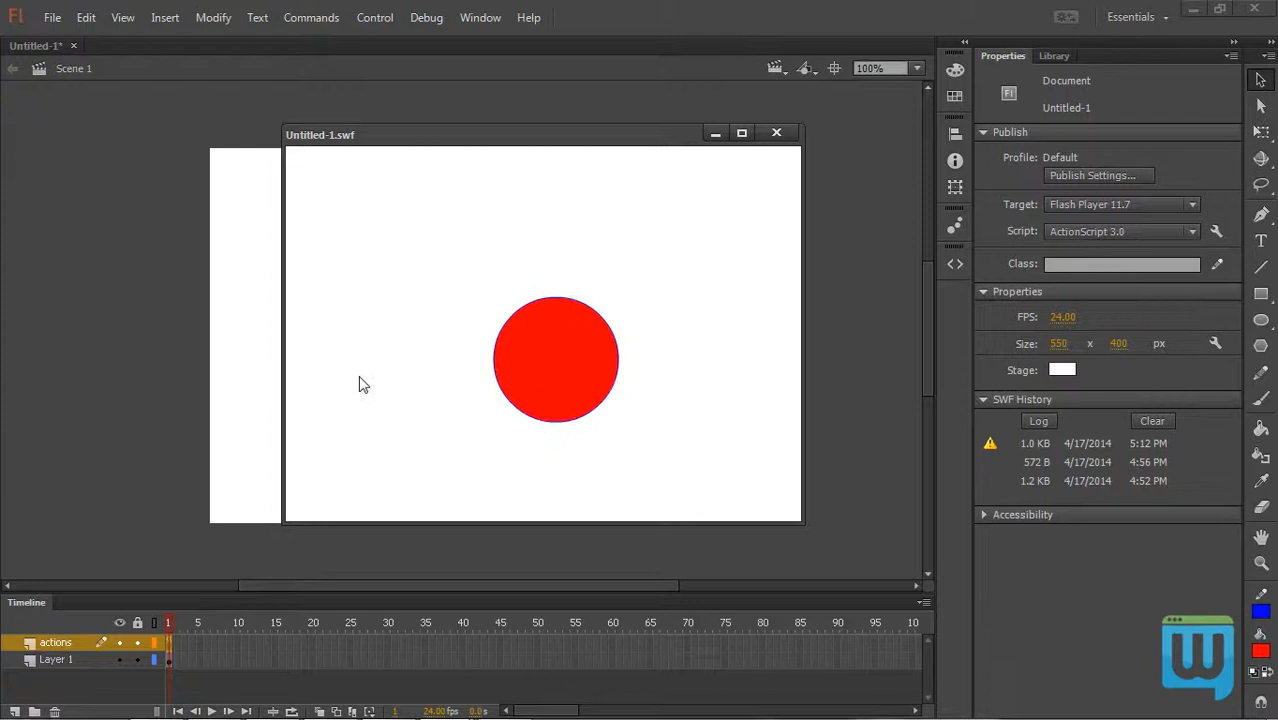 Fl File Edit View Insert Modify Text Commands Control Debug Window Help Essentials
Untitled-1*
Scene 1 100%
Untitled-1.swf
Properties Library
Document
Fl Untitled-1
Publish
Profile: Default
Publish Settings...
Target: Flash Player 11.7
Script: ActionScript 3.0
Class:
Properties
FPS: 24.00
Size: 550 x 400 px
Stage:
SWF History
Log Clear
1.0 KB 4/17/2014 5:12 PM
572 B 4/17/2014 4:56 PM
1.2 KB 4/17/2014 4:52 PM
Accessibility
Timeline
1 5 10 15 20 25 30 35 40 45 50 55 60 65 70 75 80 85 90 95 10
actions
Layer 1
1 24.00 fps 0.0 s
w